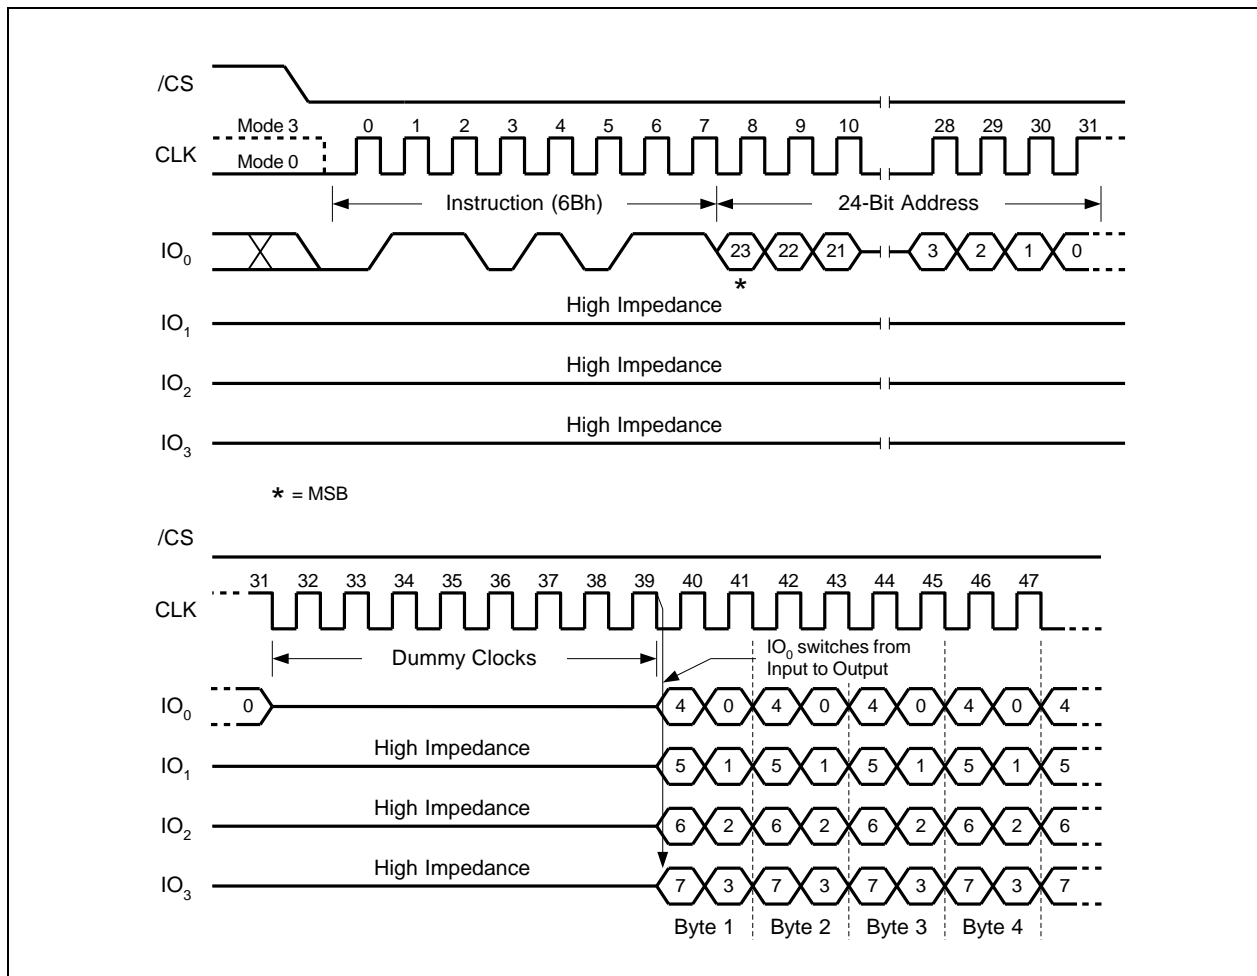 /CS
Mode 3 0 1 2 3 4 5 6 7 8 9 10 28 29 30 31
CLK
Mode 0
Instruction (6Bh) 24-Bit Address
IO0 23 22 21 3 2 1 0
*
High Impedance
IO1
High Impedance
IO2
High Impedance
IO3
* = MSB
/CS
31 32 33 34 35 36 37 38 39 40 41 42 43 44 45 46 47
CLK
Dummy Clocks
IO0 switches from
Input to Output
IO0 0 4 0 4 0 4 0 4 0 4
High Impedance
IO1 5 1 5 1 5 1 5 1 5
High Impedance
IO2 6 2 6 2 6 2 6 2 6
High Impedance
IO3 7 3 7 3 7 3 7 3 7
Byte 1 Byte 2 Byte 3 Byte 4